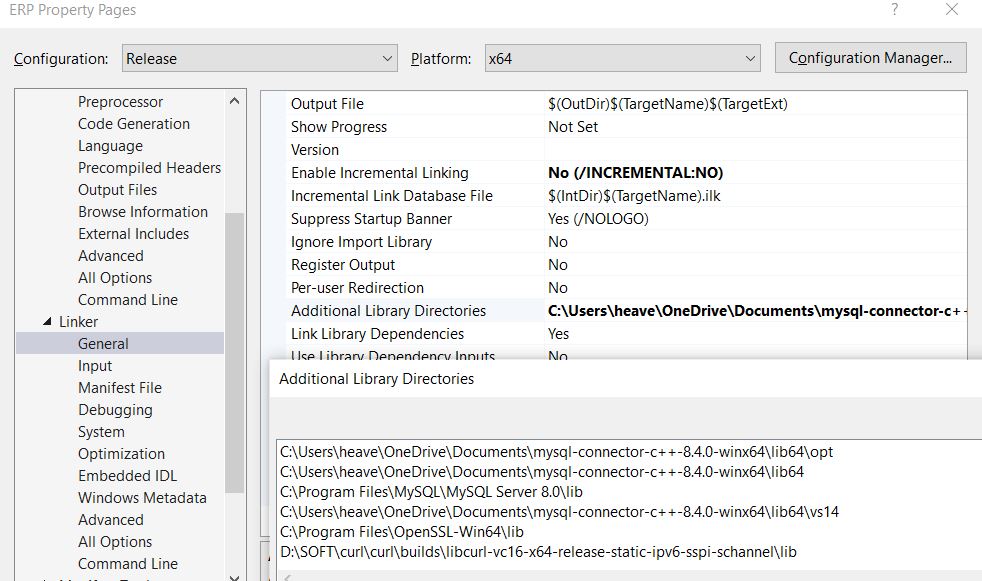 ERP Property Pages ? ×
Configuration: Release Platform: x64 Configuration Manager...
Preprocessor
Code Generation
Language
Precompiled Headers
Output Files
Browse Information
External Includes
Advanced
All Options
Command Line
Linker
General
Input
Manifest File
Debugging
System
Optimization
Embedded IDL
Windows Metadata
Advanced
All Options
Command Line
Output File $(OutDir)$(TargetName)$(TargetExt)
Show Progress Not Set
Version
Enable Incremental Linking No (/INCREMENTAL:NO)
Incremental Link Database File $(IntDir)$(TargetName).ilk
Suppress Startup Banner Yes (/NOLOGO)
Ignore Import Library No
Register Output No
Per-user Redirection No
Additional Library Directories C:\Users\heave\OneDrive\Documents\mysql-connector-c++-
Link Library Dependencies Yes
Use Library Dependency Inputs No
Additional Library Directories
C:\Users\heave\OneDrive\Documents\mysql-connector-c++-8.4.0-winx64\lib64\opt
C:\Users\heave\OneDrive\Documents\mysql-connector-c++-8.4.0-winx64\lib64
C:\Program Files\MySQL\MySQL Server 8.0\lib
C:\Users\heave\OneDrive\Documents\mysql-connector-c++-8.4.0-winx64\lib64\vs14
C:\Program Files\OpenSSL-Win64\lib
D:\SOFT\curl\curl\builds\libcurl-vc16-x64-release-static-ipv6-sspi-schannel\lib